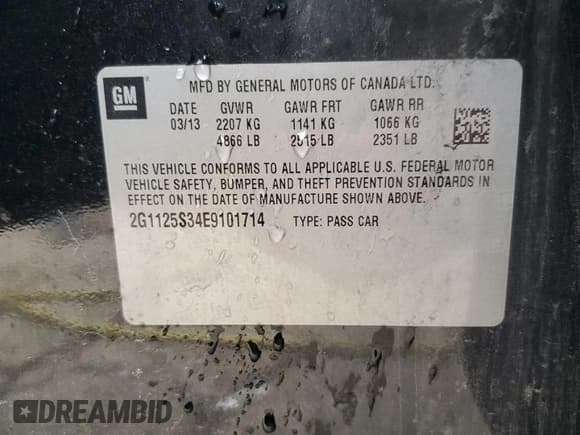 GM
MFD BY GENERAL MOTORS OF CANADA LTD.
DATE GVWR GAWR FRT GAWR RR
03/13 2207 KG 1141 KG 1066 KG
4866 LB 2515 LB 2351 LB
THIS VEHICLE CONFORMS TO ALL APPLICABLE U.S. FEDERAL MOTOR
VEHICLE SAFETY, BUMPER, AND THEFT PREVENTION STANDARDS IN
EFFECT ON THE DATE OF MANUFACTURE SHOWN ABOVE.
2G1125S34E9101714 TYPE: PASS CAR
DREAMBID